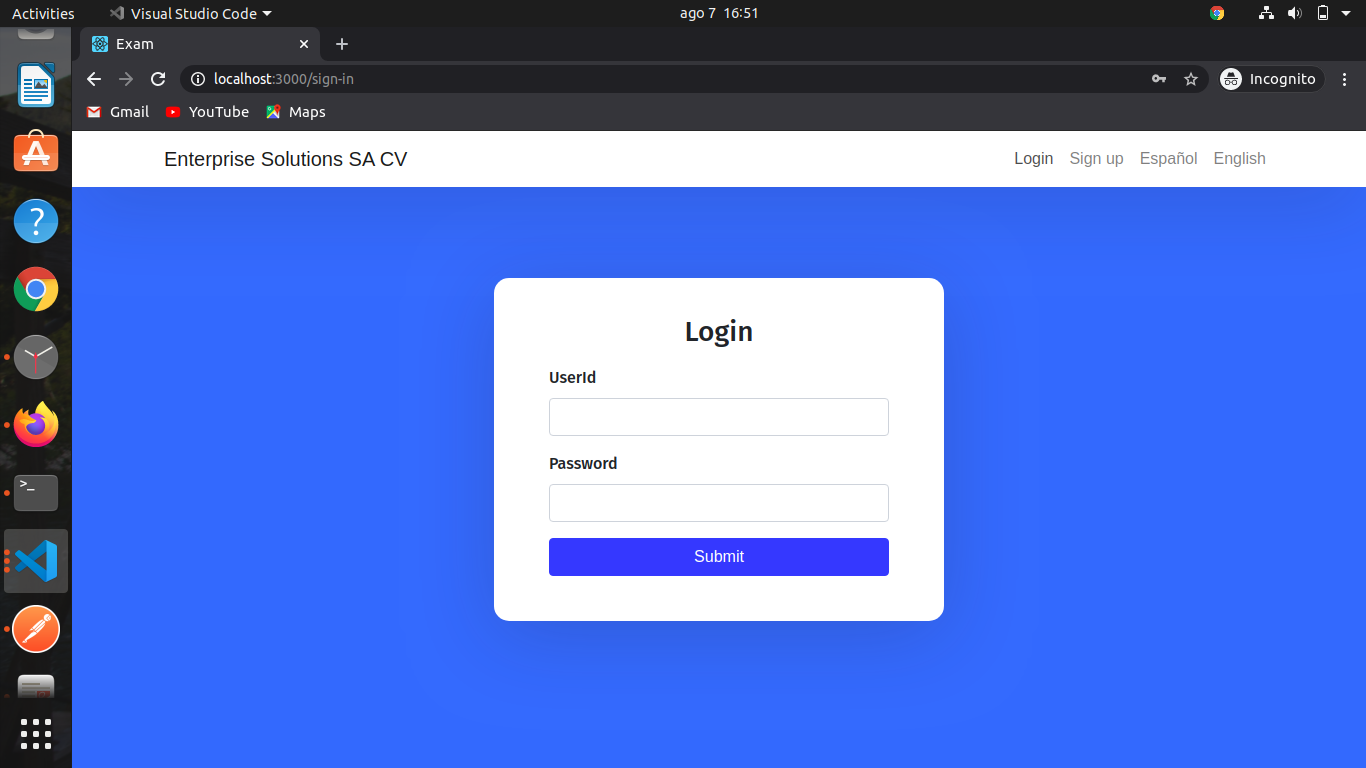 Activities Visual Studio Code ago 7 16:51
Exam
localhost:3000/sign-in Incognito
Gmail YouTube Maps
Enterprise Solutions SA CV Login Sign up Español English
Login
UserId
Password
Submit
>_